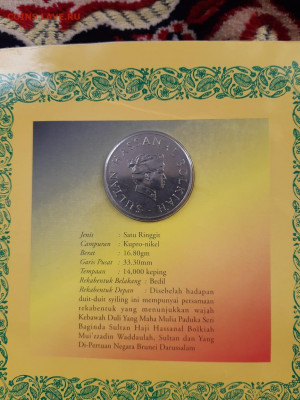 SULTAN HASSANAL BOLKIAH
Jenis : Satu Ringgit
Campuran : Kupro-nikel
Berat : 16.80gm
Garis Pusat : 33.30mm
Tempaan : 14,000 keping
Rekabentuk Belakang : Bedil
Rekabentuk Depan : Disebelah hadapan
duit-duit syiling ini mempunyai persamaan
rekabentuk yang menunjukkan wajah
Kebawah Duli Yang Maha Mulia Paduka Seri
Baginda Sultan Haji Hassanal Bolkiah
Mu'izzadin Waddaulah, Sultan dan Yang
Di-Pertuan Negara Brunei Darussalam